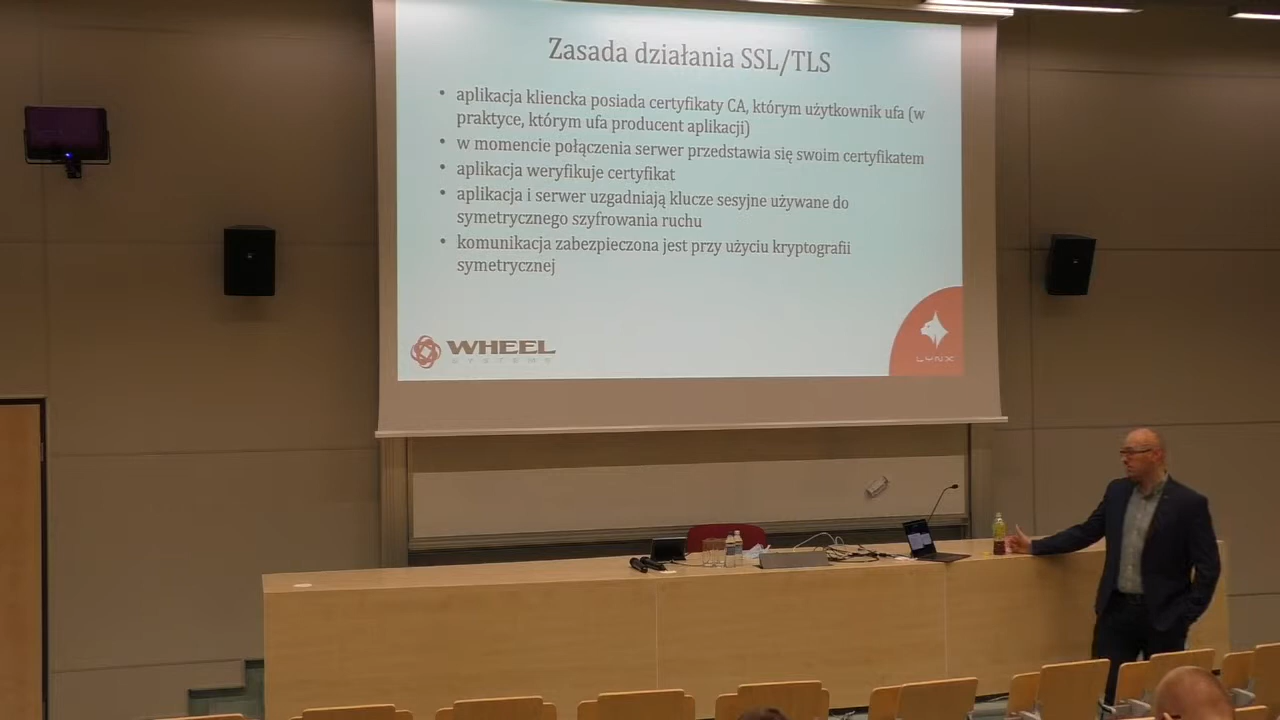 Zasada działania SSL/TLS
• aplikacja kliencka posiada certyfikaty CA, którym użytkownik ufa (w
praktyce, którym ufa producent aplikacji)
• w momencie połączenia serwer przedstawia się swoim certyfikatem
• aplikacja weryfikuje certyfikat
• aplikacja i serwer uzgadniają klucze sesyjne używane do
symetrycznego szyfrowania ruchu
• komunikacja zabezpieczona jest przy użyciu kryptografii
symetrycznej
WHEEL
SYSTEMS
LYNX